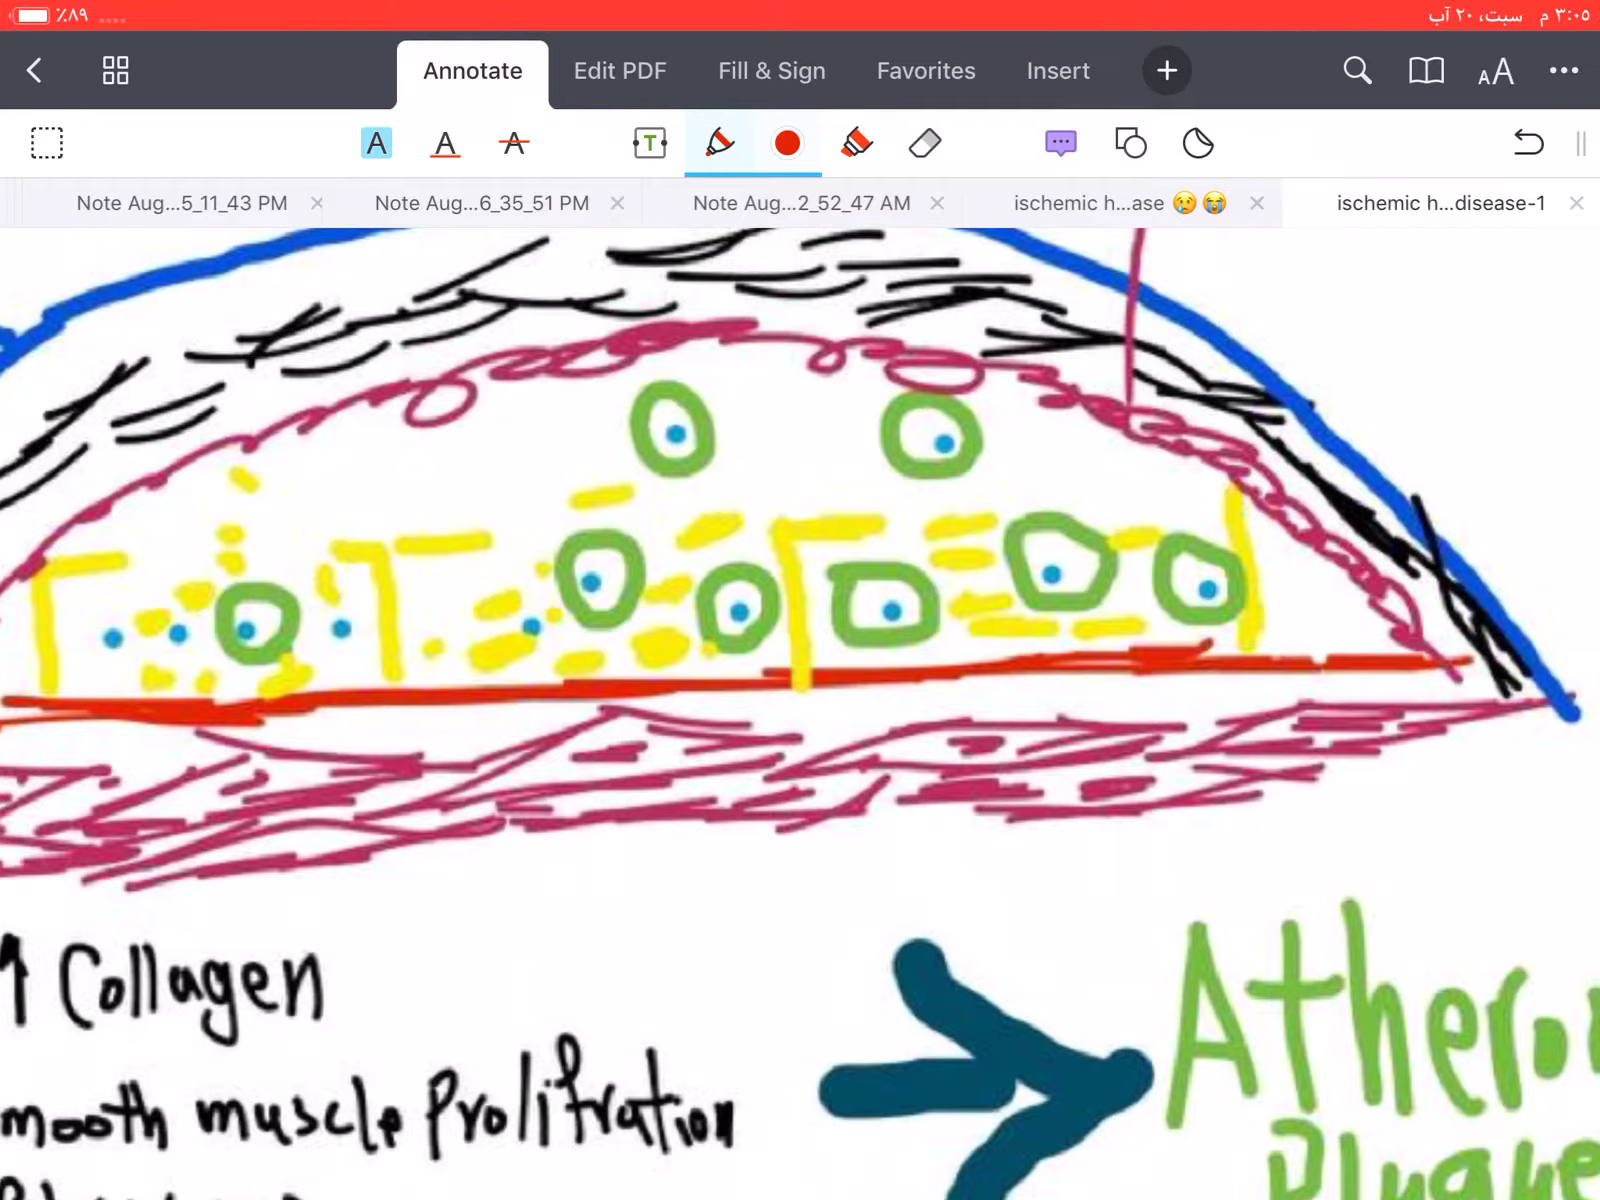 ٪٨٩ سبت، ٢٠ آب ٣:٠٥ م
Annotate Edit PDF Fill & Sign Favorites Insert
Note Aug...5_11_43 PM Note Aug...6_35_51 PM Note Aug...2_52_47 AM ischemic h...ase 😢😭 ischemic h...disease-1
↑ Collagen
mooth muscle Prolifration
Athero
Plaque